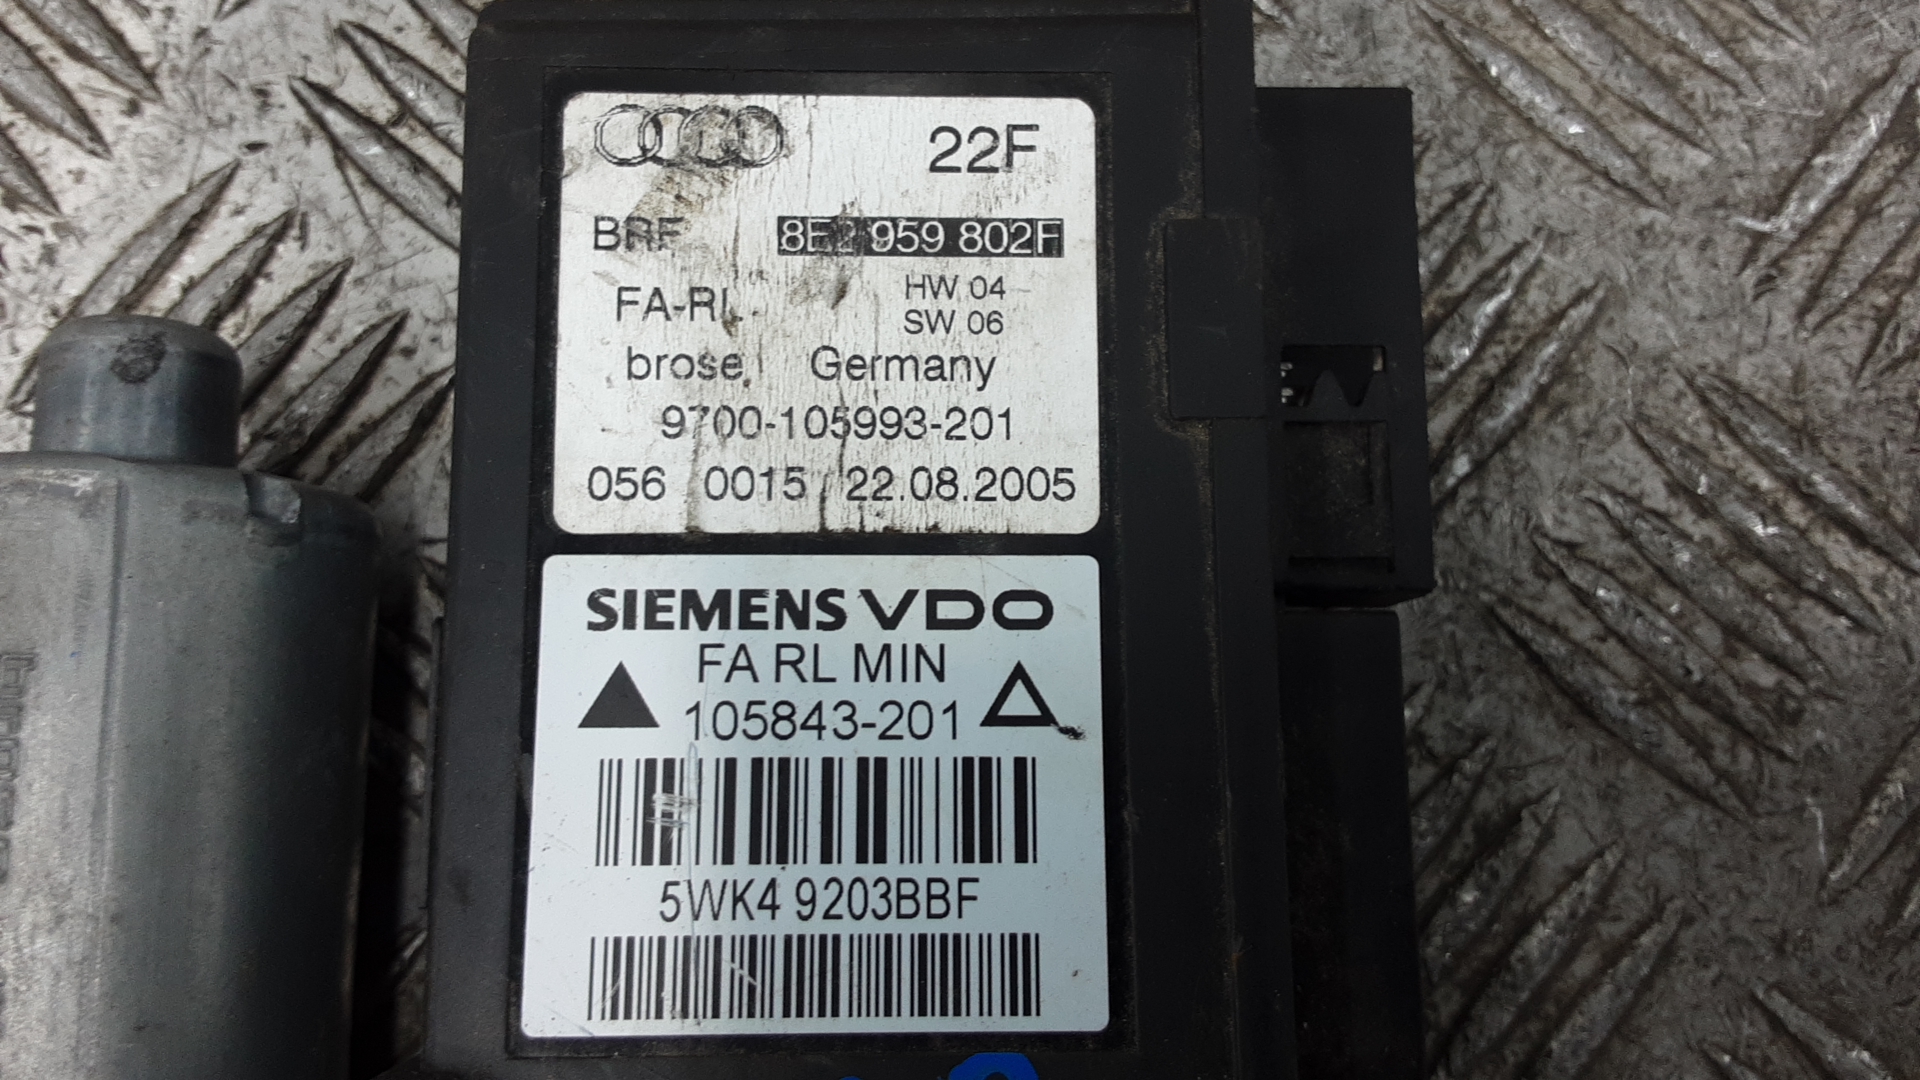 22F
BRF 8E2 959 802F
FA-RL HW 04
SW 06
brose Germany
9700-105993-201
056 0015 22.08.2005
SIEMENS VDO
FA RL MIN
105843-201
5WK4 9203BBF